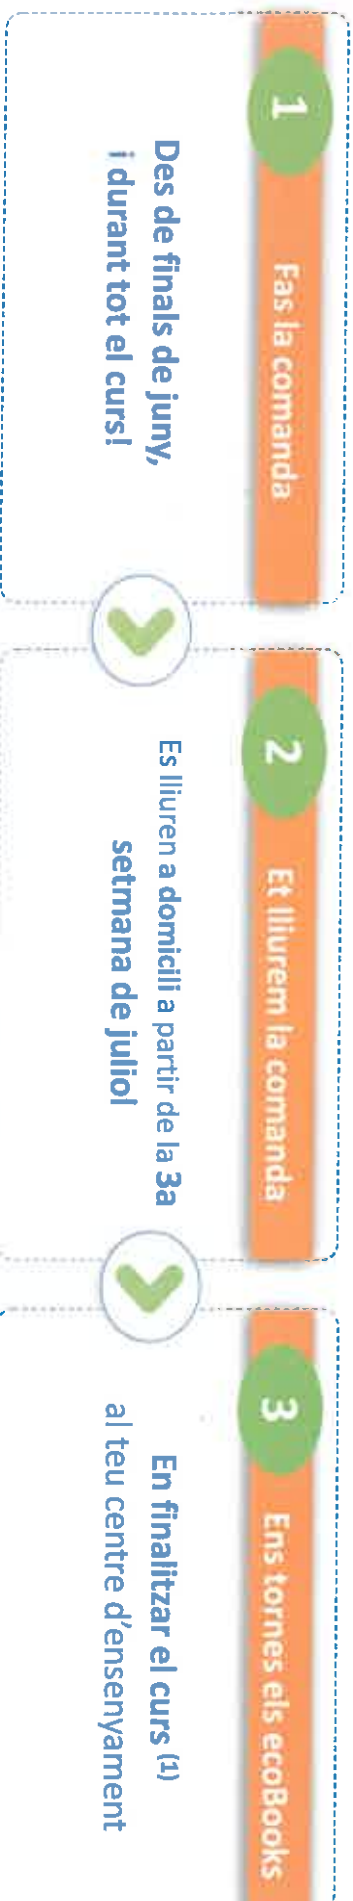 1
Fas la comanda
Des de finals de juny,
i durant tot el curs!
2
Et lliurem la comanda
Es lliuren a domicili a partir de la 3a
setmana de juliol
3
Ens tornes els ecoBooks
En finalitzar el curs (1)
al teu centre d'ensenyament